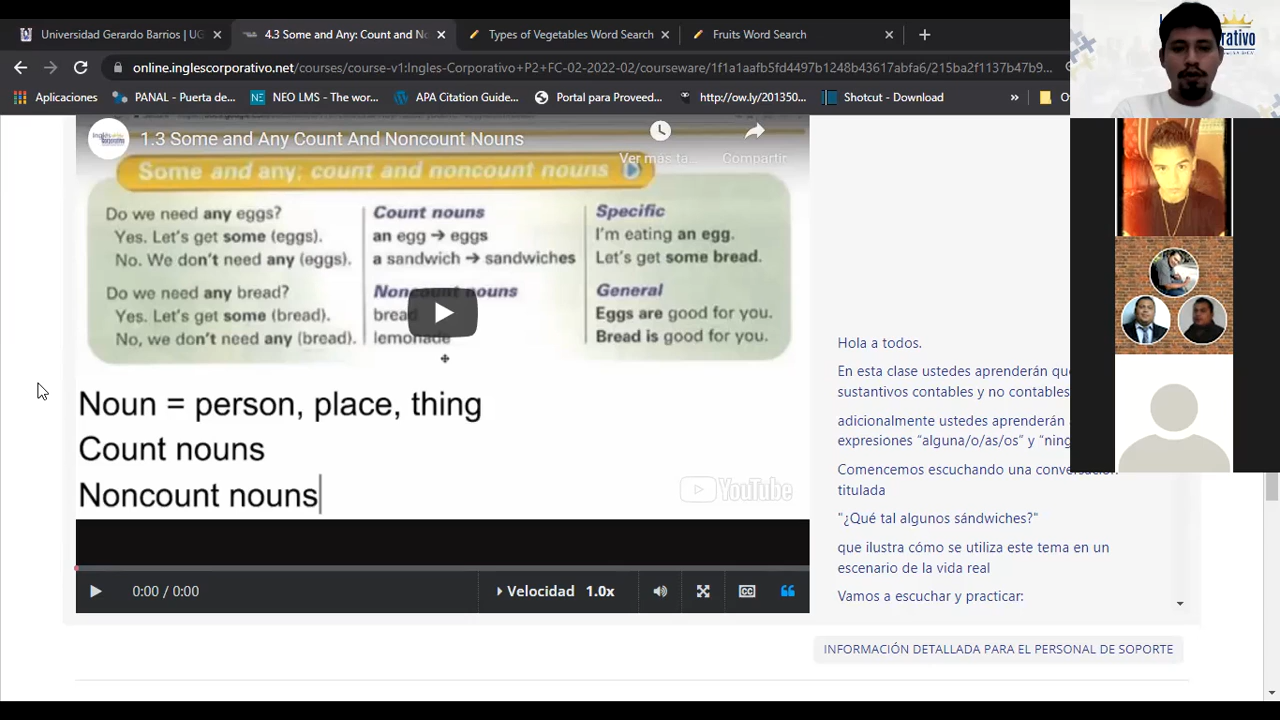 Universidad Gerardo Barrios | UG
4.3 Some and Any: Count and No
Types of Vegetables Word Search
Fruits Word Search
online.inglescorporativo.net/courses/course-v1:Ingles-Corporativo+
C-02-2022-02/courseware/1f1a1aafb5fd4497b1248b43617abfa6/215ba2f1137b47b9...
Aplicaciones
PANAL - Puerta de...
NEO LMS - The wor...
APA Citation Guide...
Portal para Proveed...
http://ow.ly/201350...
Shotcut - Download
»
1.3 Some and Any Count And Noncount Nouns
Ver más ta...
Compartir
Some and any; count and noncount nouns
Do we need any eggs?
Yes. Let's get some (eggs).
No. We don't need any (eggs).
Do we need any bread?
Yes. Let's get some (bread).
No, we don't need any (bread).
Count nouns
an egg → eggs
a sandwich → sandwiches
Noncount nouns
bread
lemonade
Specific
I'm eating an egg.
Let's get some bread.
General
Eggs are good for you.
Bread is good for you.
Noun = person, place, thing
Count nouns
Noncount nouns
YouTube
0:00 / 0:00
Velocidad 1.0x
Hola a todos.
En esta clase ustedes aprenderán
sustantivos contables y no contables
adicionalmente ustedes aprenderán
expresiones "alguna/o/as/os" y "ning
Comencemos escuchando una conversación
titulada
"¿Qué tal algunos sándwiches?"
que ilustra cómo se utiliza este tema en un
escenario de la vida real
Vamos a escuchar y practicar:
INFORMACIÓN DETALLADA PARA EL PERSONAL DE SOPORTE